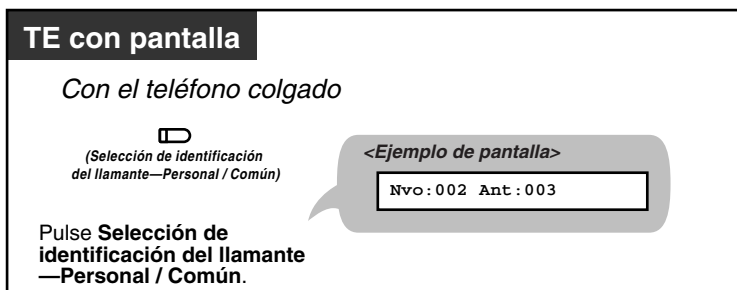 TE con pantalla
Con el teléfono colgado
(Selección de identificación
del llamante—Personal / Común)
<Ejemplo de pantalla>
Nvo:002 Ant:003
Pulse Selección de
identificación del llamante
—Personal / Común.